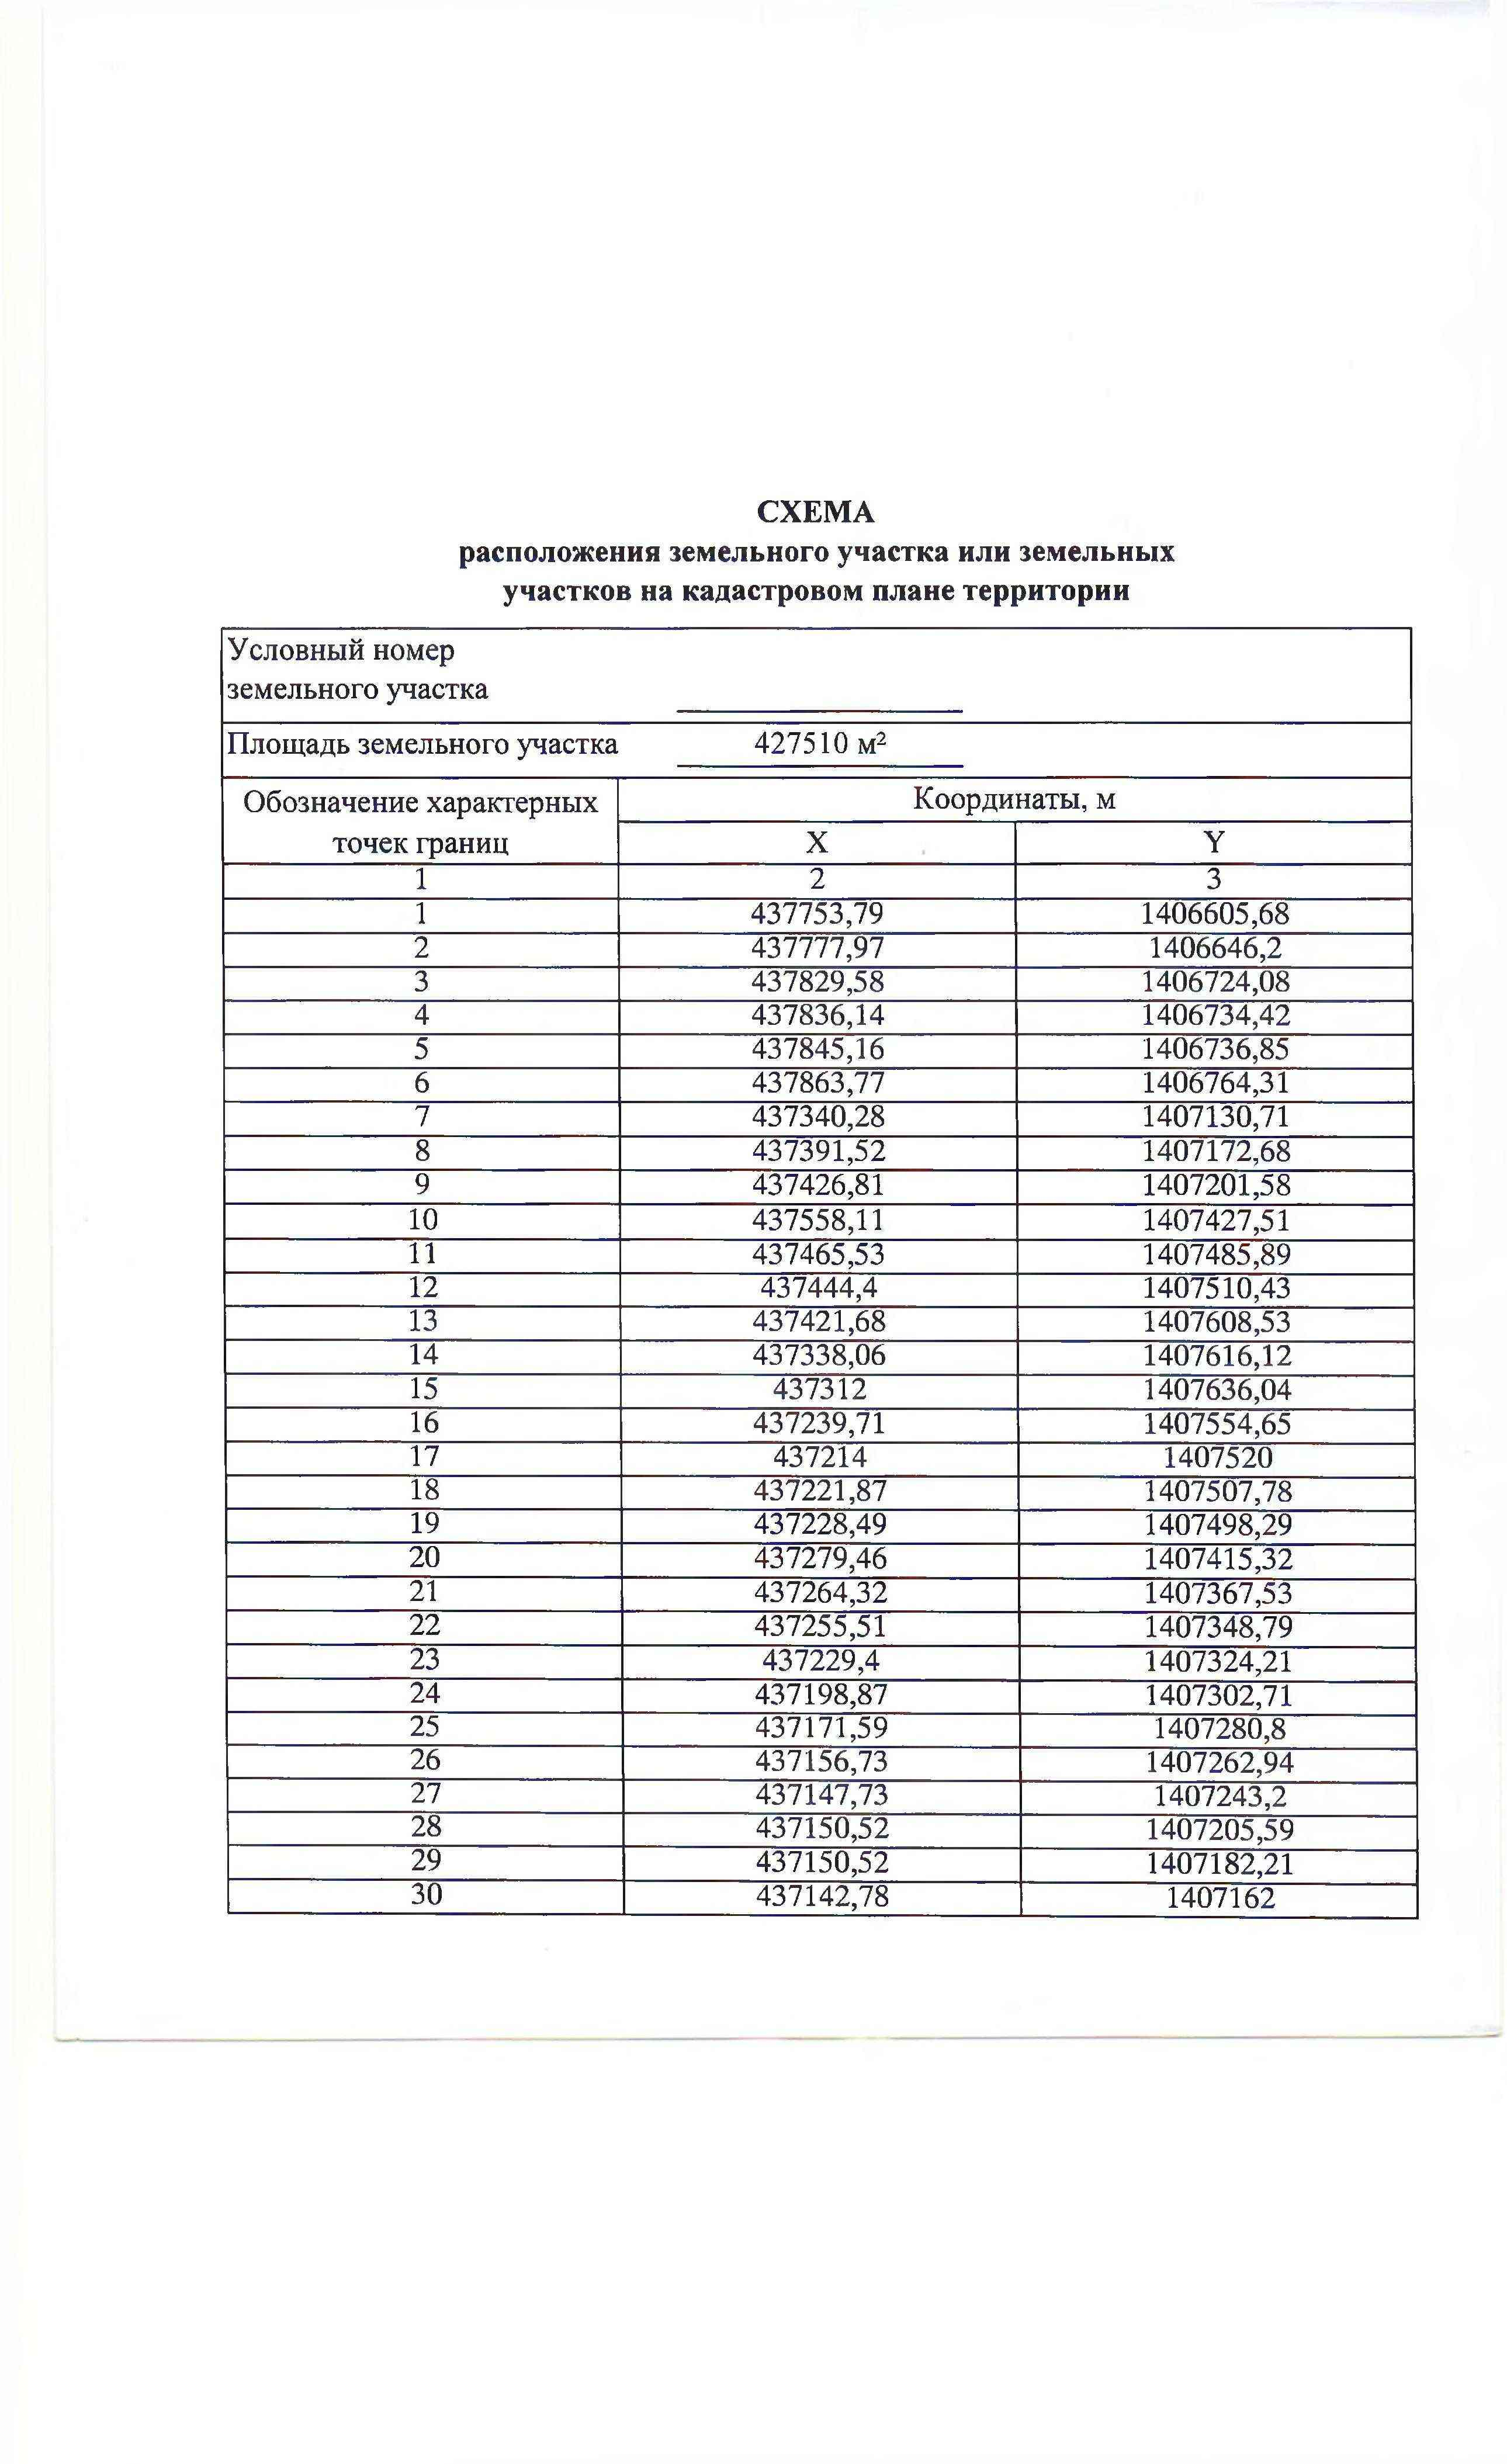 СХЕМА
расположения земельного участка или земельных
участков на кадастровом плане территории
Условный номер
земельного участка
Площадь земельного участка 427510 м²
Обозначение характерных Координаты, м
точек границ X Y
1 2 3
1 437753,79 1406605,68
2 437777,97 1406646,2
3 437829,58 1406724,08
4 437836,14 1406734,42
5 437845,16 1406736,85
6 437863,77 1406764,31
7 437340,28 1407130,71
8 437391,52 1407172,68
9 437426,81 1407201,58
10 437558,11 1407427,51
11 437465,53 1407485,89
12 437444,4 1407510,43
13 437421,68 1407608,53
14 437338,06 1407616,12
15 437312 1407636,04
16 437239,71 1407554,65
17 437214 1407520
18 437221,87 1407507,78
19 437228,49 1407498,29
20 437279,46 1407415,32
21 437264,32 1407367,53
22 437255,51 1407348,79
23 437229,4 1407324,21
24 437198,87 1407302,71
25 437171,59 1407280,8
26 437156,73 1407262,94
27 437147,73 1407243,2
28 437150,52 1407205,59
29 437150,52 1407182,21
30 437142,78 1407162